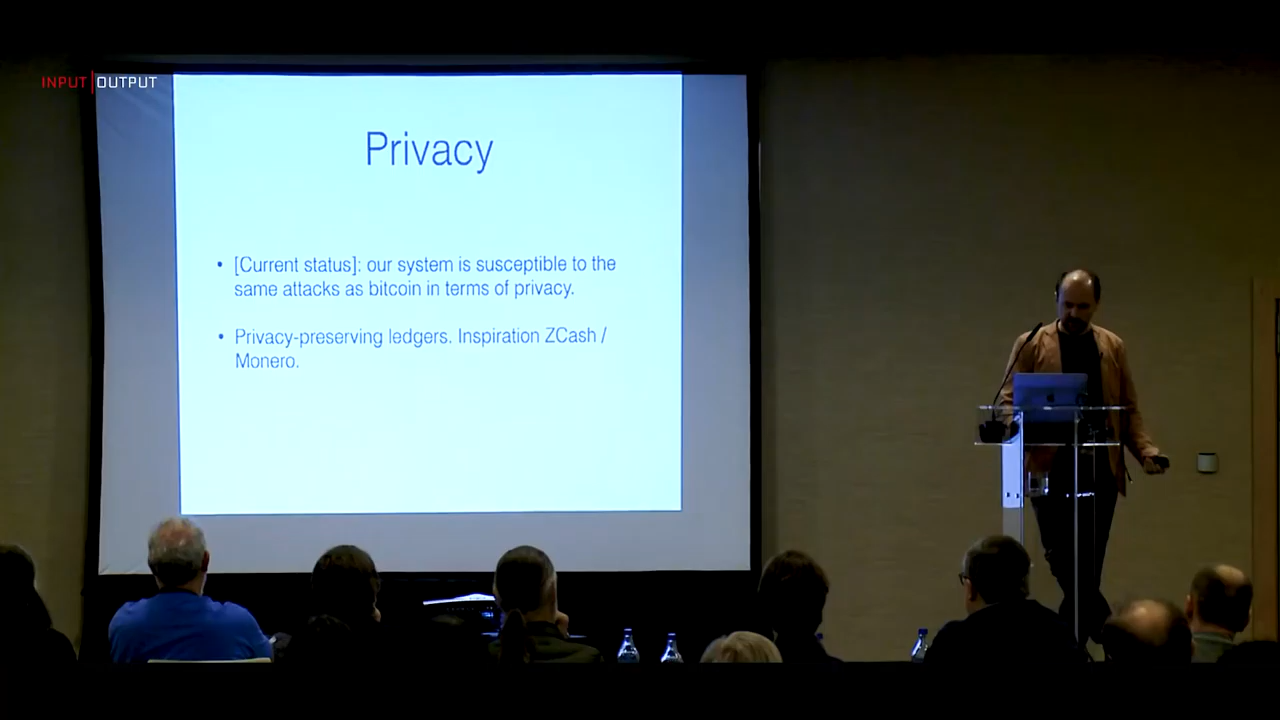 INPUT|OUTPUT
Privacy
• [Current status]: our system is susceptible to the
same attacks as bitcoin in terms of privacy.
• Privacy-preserving ledgers. Inspiration ZCash /
Monero.